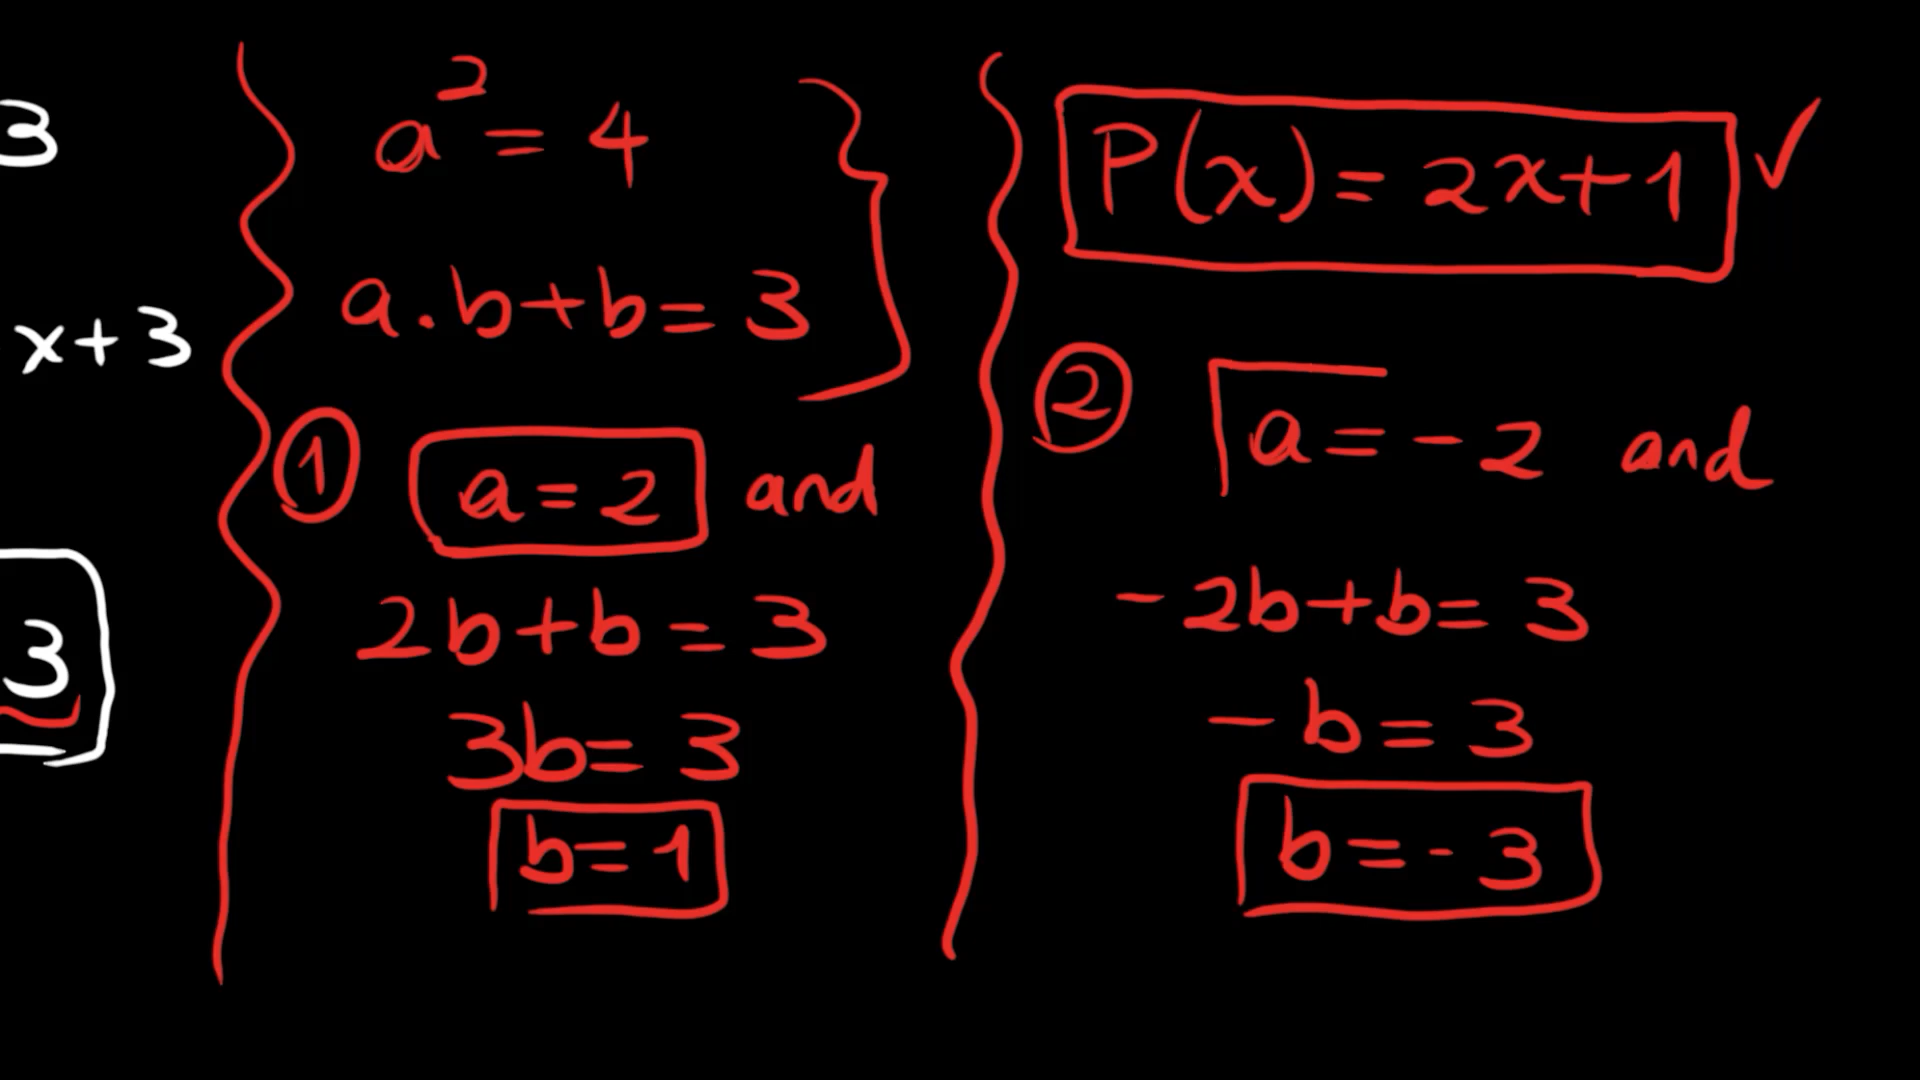 3
x+3
3
a² = 4
a.b+b= 3
① a = 2 and
2b+b = 3
3b= 3
b= 1
P(x) = 2x+1 ✓
② a = -2 and
-2b+b= 3
-b = 3
b = -3